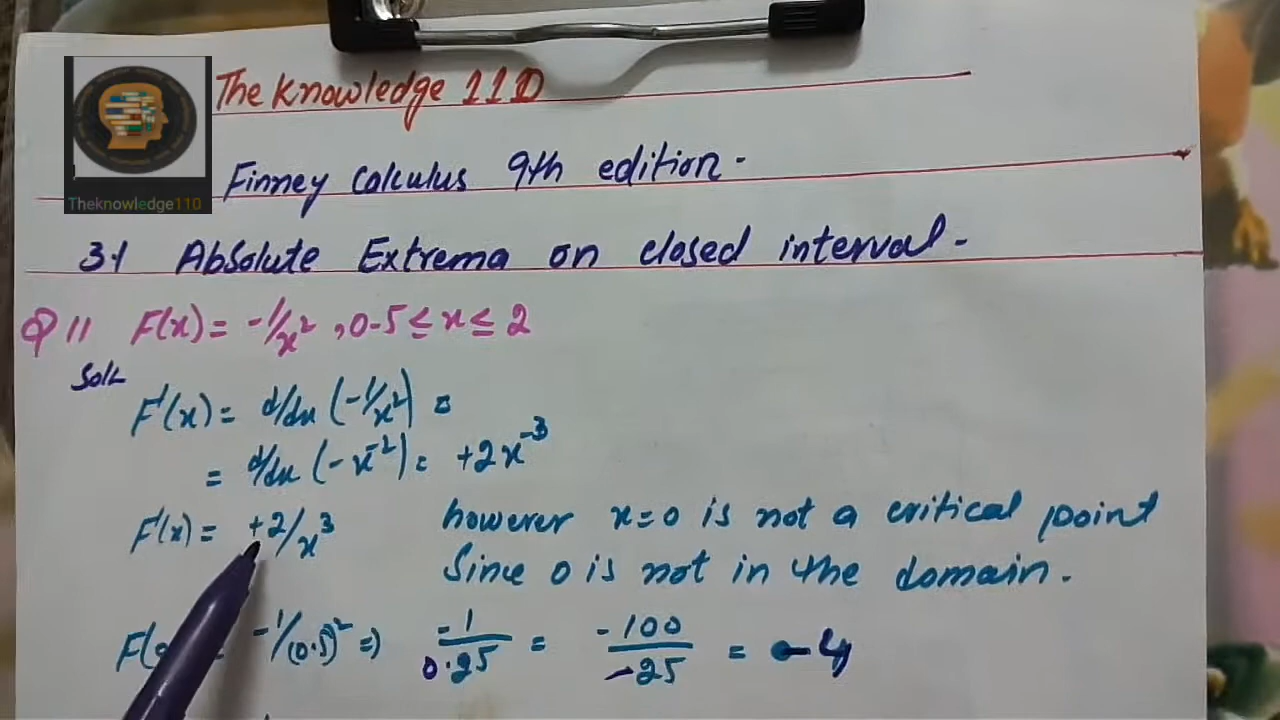 The Knowledge 110
Theknowledge110
Finney Calculus 9th edition.
3.1 Absolute Extrema on closed interval.
Q 11 F(x) = -1/x², 0.5 ≤ x ≤ 2
Sol:
F'(x) = d/dx (-1/x²) =
= d/dx (-x⁻²) = +2x⁻³
F'(x) = +2/x³ however x=0 is not a critical point
Since 0 is not in the domain.
-1/(0.5)² => -1/0.25 = -100/25 = -4